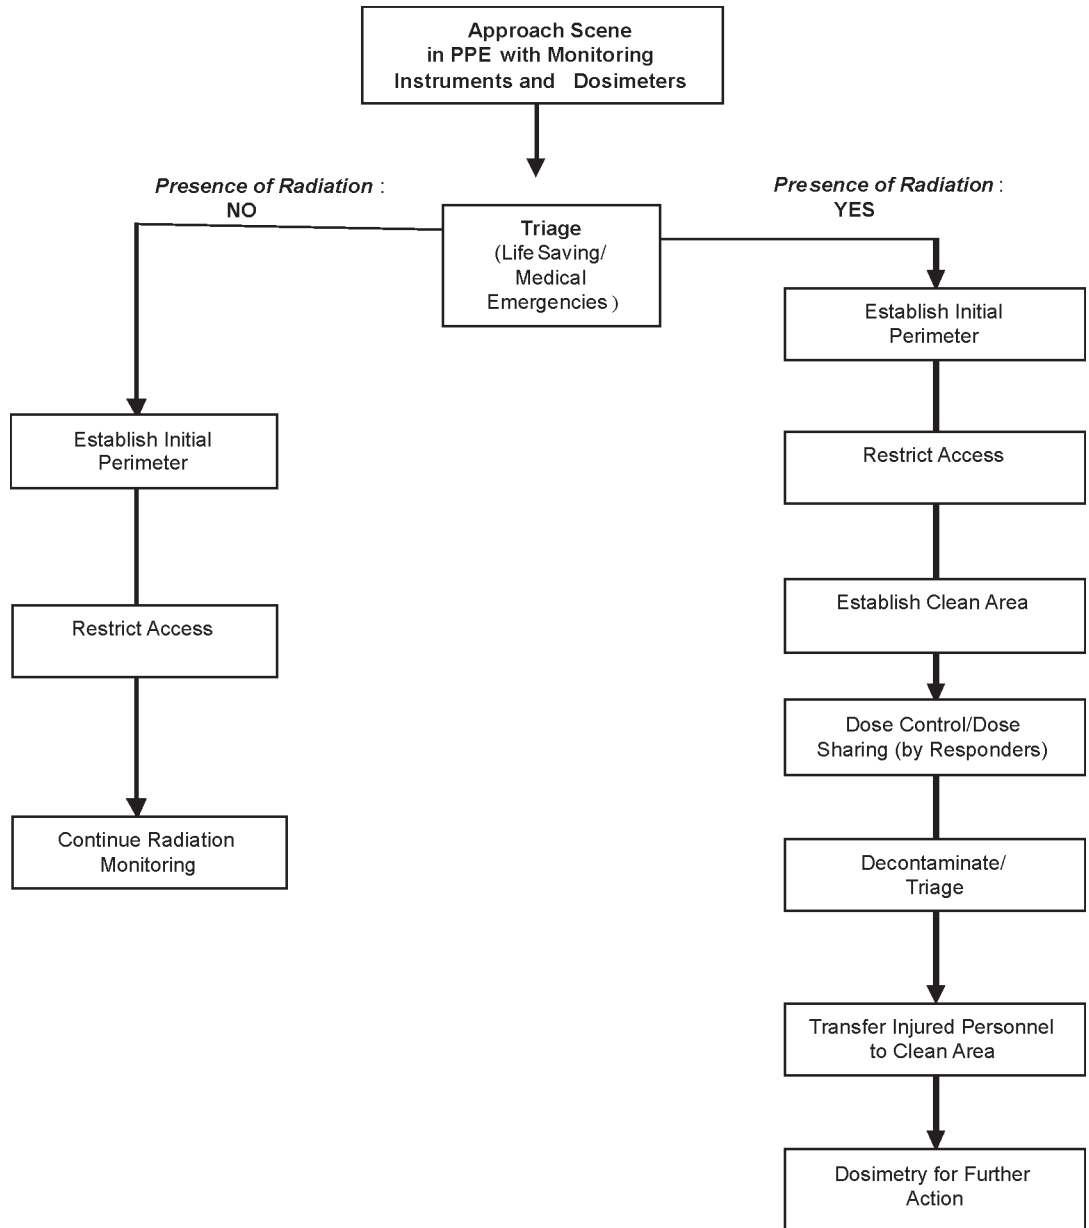 Approach Scene
in PPE with Monitoring
Instruments and Dosimeters
Presence of Radiation :
NO
Presence of Radiation :
YES
Triage
(Life Saving/
Medical
Emergencies )
Establish Initial
Perimeter
Restrict Access
Continue Radiation
Monitoring
Establish Initial
Perimeter
Restrict Access
Establish Clean Area
Dose Control/Dose
Sharing (by Responders)
Decontaminate/
Triage
Transfer Injured Personnel
to Clean Area
Dosimetry for Further
Action